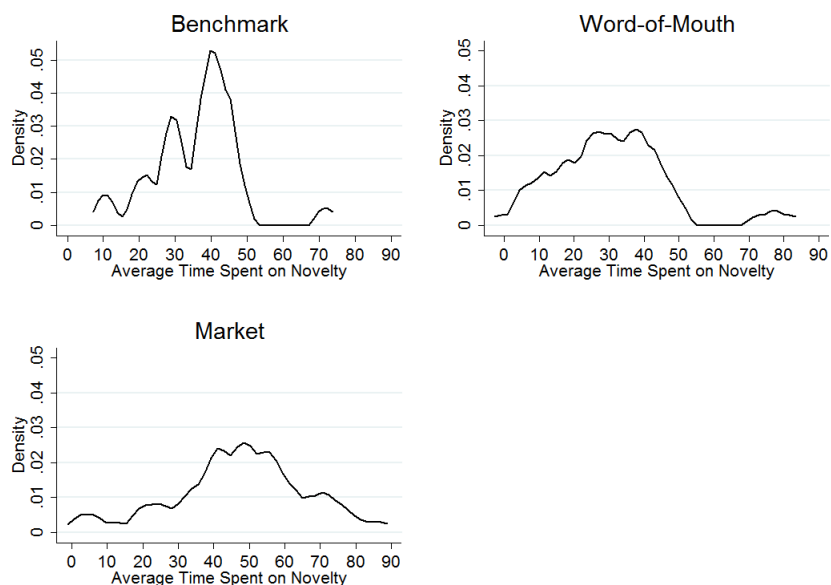 Benchmark
Density
0 .01 .02 .03 .04 .05
0 10 20 30 40 50 60 70 80 90
Average Time Spent on Novelty
Word-of-Mouth
Density
0 .01 .02 .03 .04 .05
0 10 20 30 40 50 60 70 80 90
Average Time Spent on Novelty
Market
Density
0 .01 .02 .03 .04 .05
0 10 20 30 40 50 60 70 80 90
Average Time Spent on Novelty